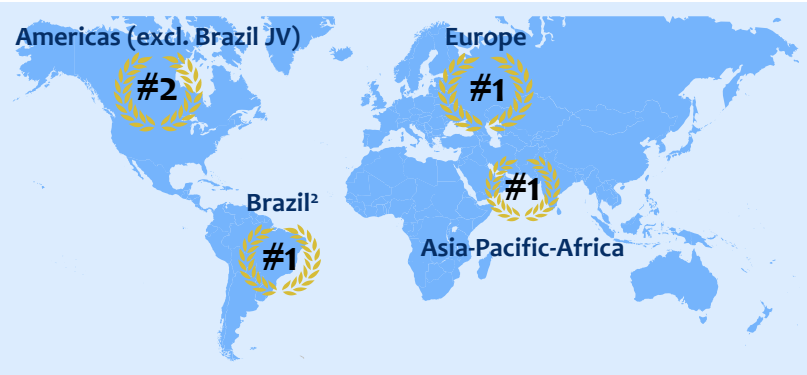 Americas (excl. Brazil JV)
#2
Europe
#1
#1
Asia-Pacific-Africa
Brazil²
#1